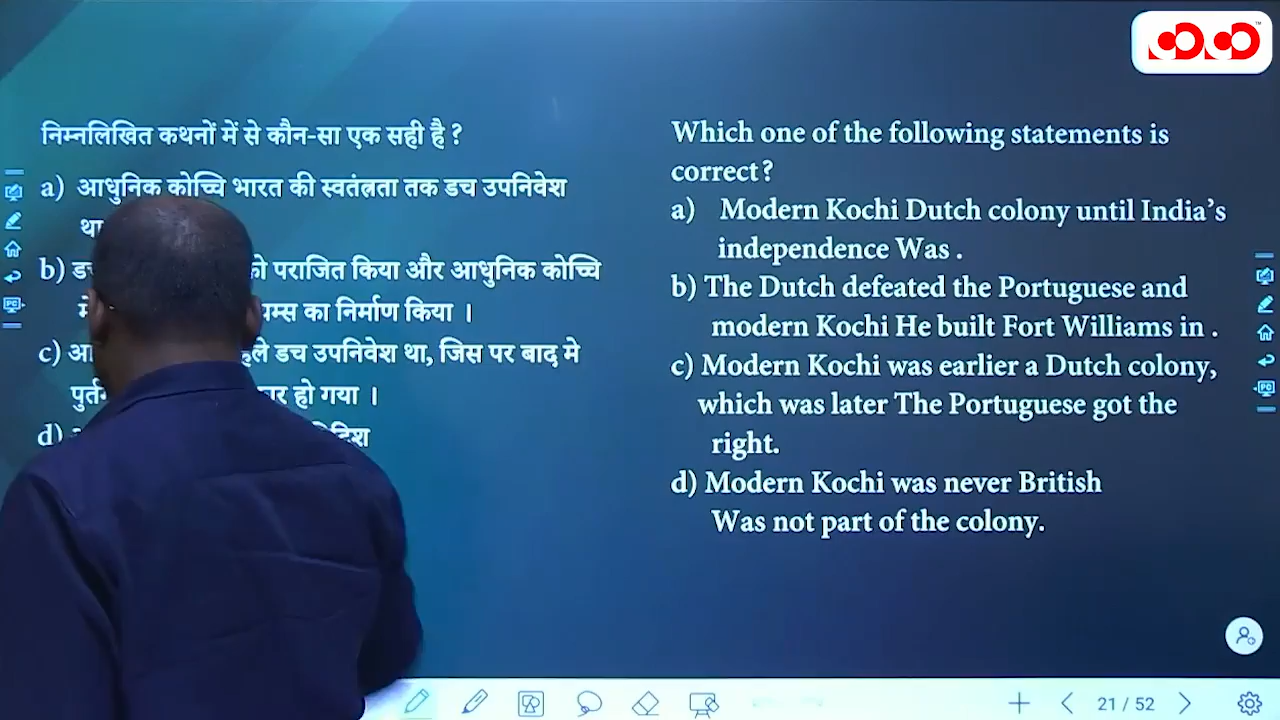 निम्नलिखित कथनों में से कौन-सा एक सही है ?
a) आधुनिक कोच्चि भारत की स्वतंत्रता तक डच उपनिवेश
b) को पराजित किया और आधुनिक कोच्चि
का निर्माण किया ।
c) डच उपनिवेश था, जिस पर बाद मे
हो गया ।
d)
Which one of the following statements is
correct?
a) Modern Kochi Dutch colony until India's
independence Was .
b) The Dutch defeated the Portuguese and
modern Kochi He built Fort Williams in .
c) Modern Kochi was earlier a Dutch colony,
which was later The Portuguese got the
right.
d) Modern Kochi was never British
Was not part of the colony.
21 / 52